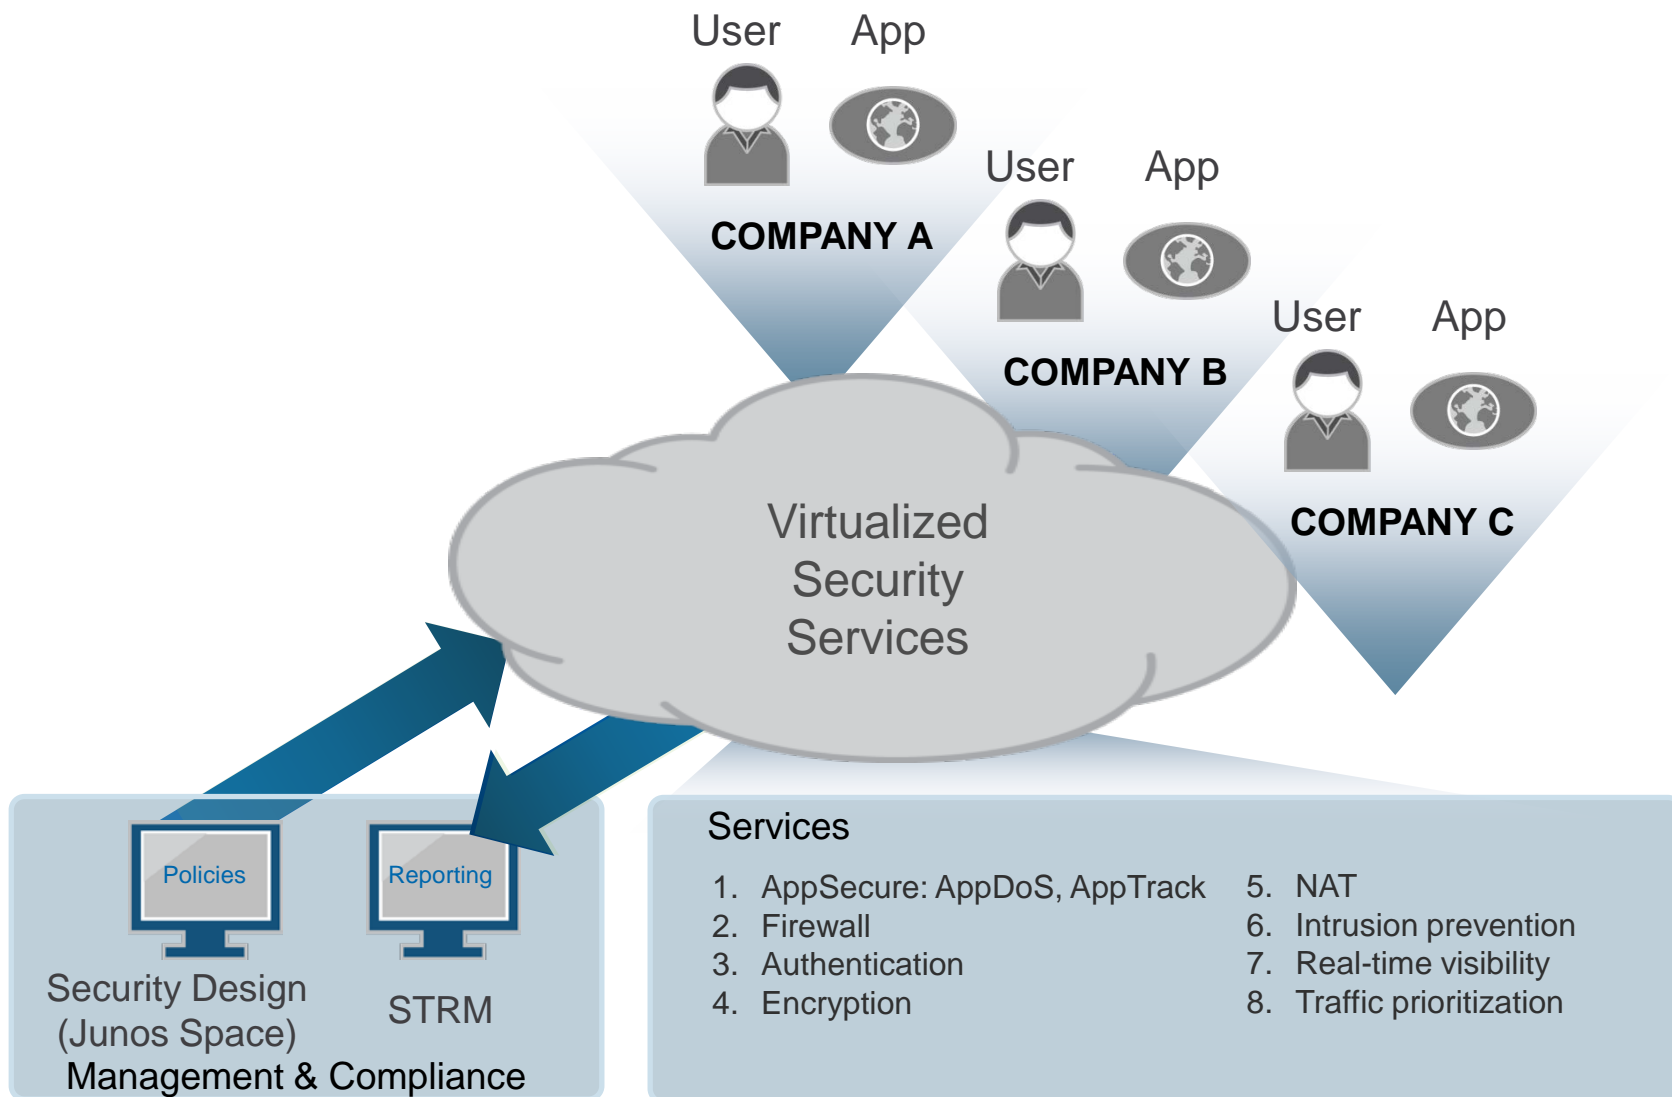 User App
COMPANY A
User App
COMPANY B
User App
COMPANY C
Virtualized
Security
Services
Policies
Security Design
(Junos Space)
Reporting
STRM
Management & Compliance
Services
1. AppSecure: AppDoS, AppTrack
2. Firewall
3. Authentication
4. Encryption
5. NAT
6. Intrusion prevention
7. Real-time visibility
8. Traffic prioritization